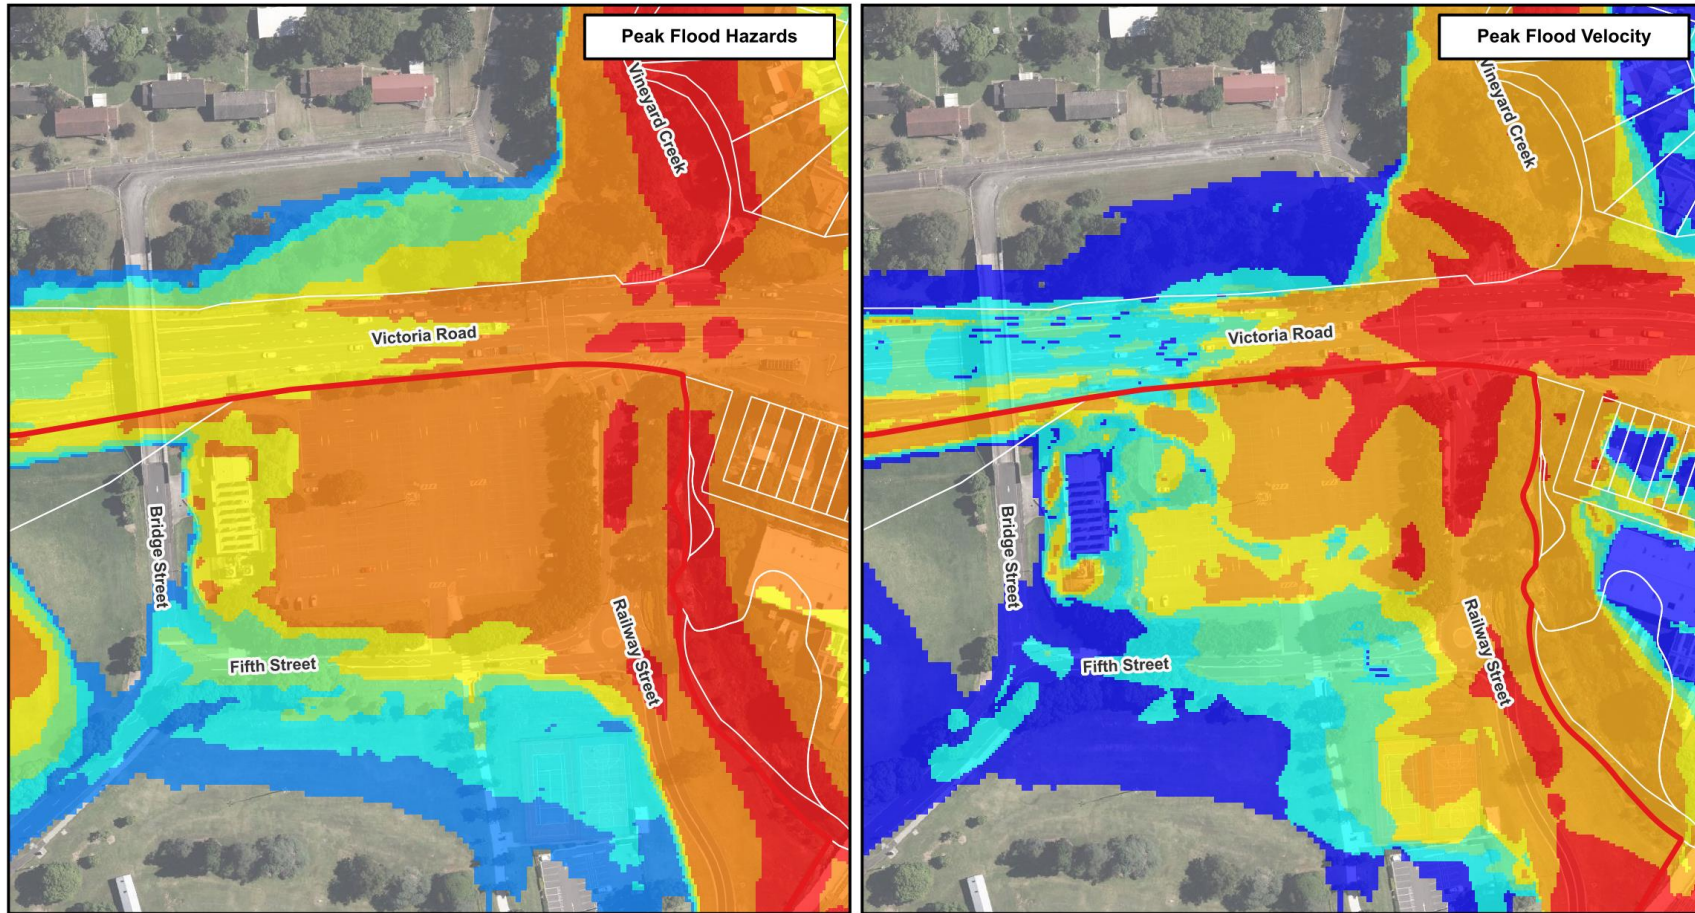 Peak Flood Hazards
Vineyard Creek
Victoria Road
Bridge Street
Fifth Street
Railway Street
Peak Flood Velocity
Vineyard Creek
Victoria Road
Bridge Street
Fifth Street
Railway Street